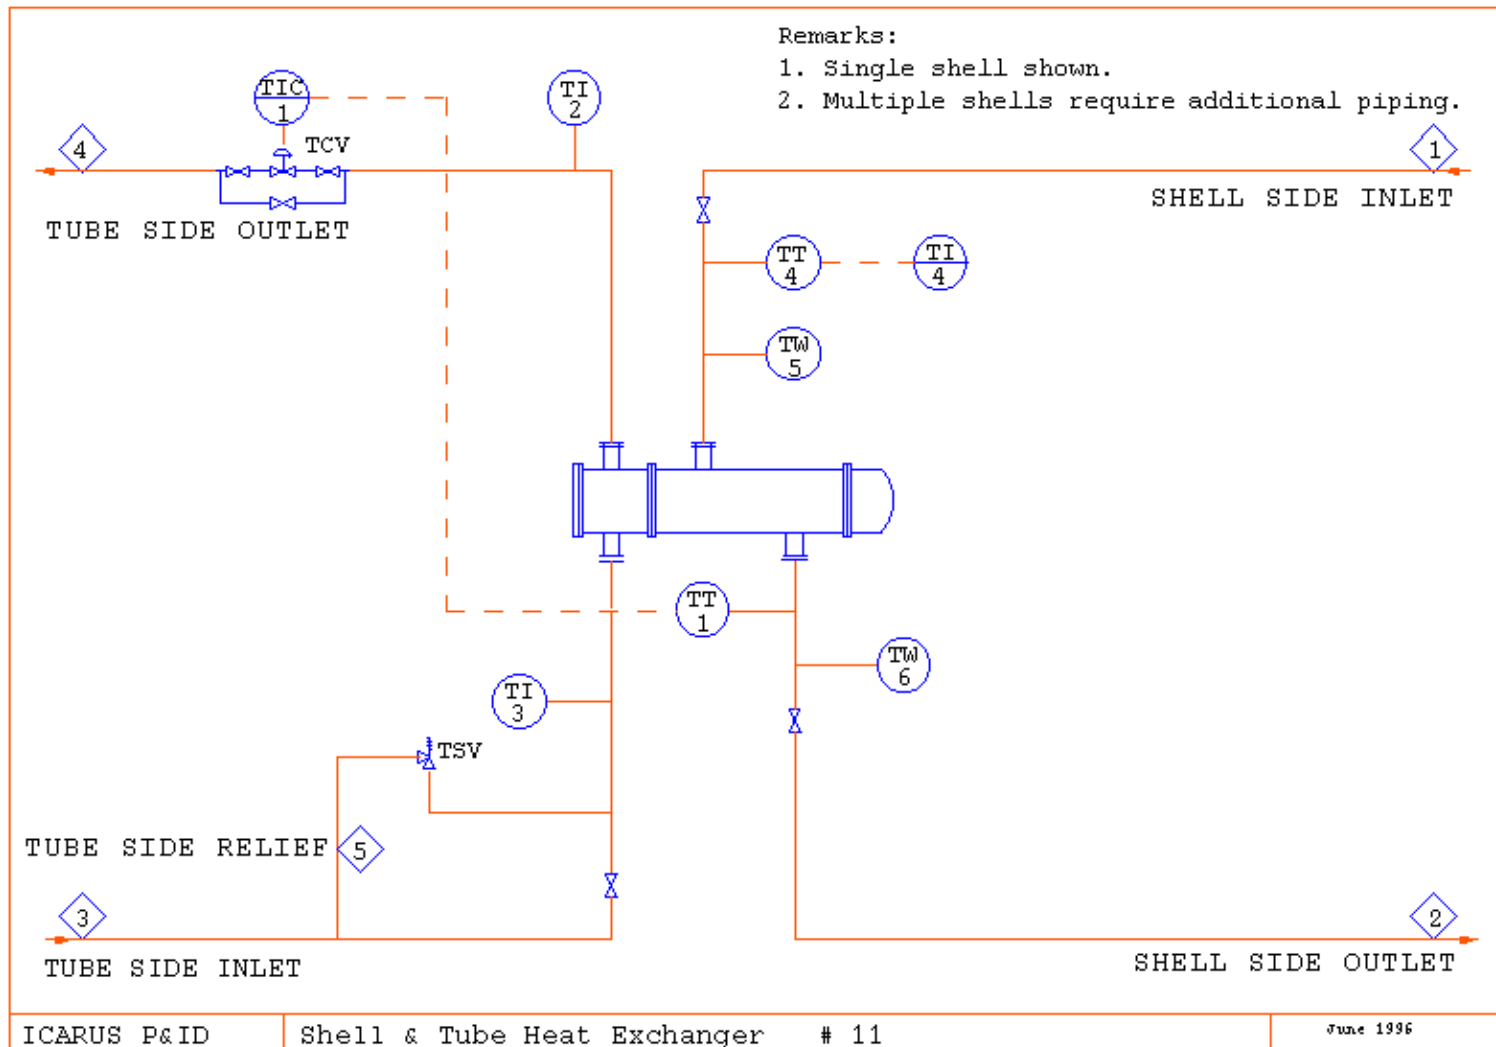 Remarks:
1. Single shell shown.
2. Multiple shells require additional piping.
TIC
1
TI
2
TCV
4
1
TUBE SIDE OUTLET
SHELL SIDE INLET
TT
4
TI
4
TW
5
TT
1
TW
6
TI
3
TSV
TUBE SIDE RELIEF
5
3
2
TUBE SIDE INLET
SHELL SIDE OUTLET
ICARUS P&ID
Shell & Tube Heat Exchanger # 11
June 1996